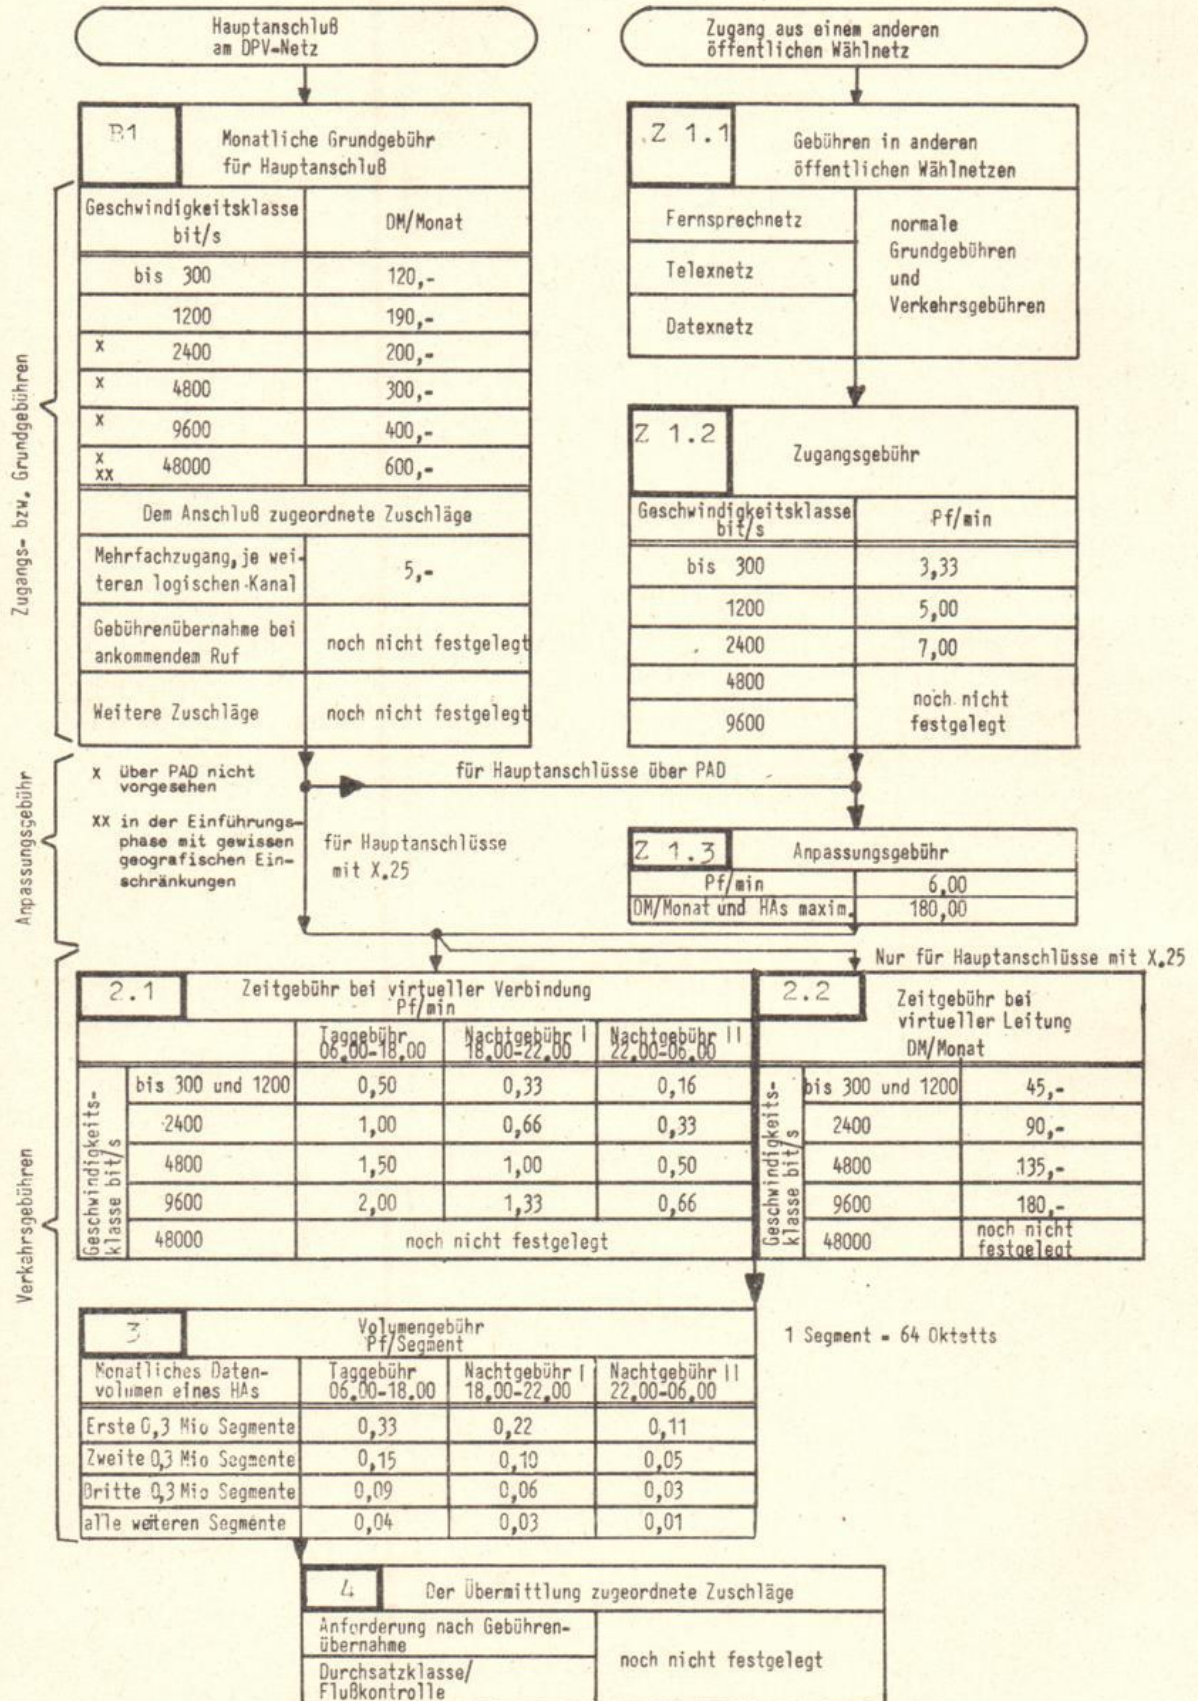 Hauptanschluß
am DPV-Netz
Zugang aus einem anderen
öffentlichen Wählnetz
B1
Monatliche Grundgebühr
für Hauptanschluß
Geschwindigkeitsklasse
bit/s
DM/Monat
bis 300 120,-
1200 190,-
x 2400 200,-
x 4800 300,-
x 9600 400,-
x
xx 48000 600,-
Dem Anschluß zugeordnete Zuschläge
Mehrfachzugang, je wei-
teren logischen Kanal
5,-
Gebührenübernahme bei
ankommendem Ruf
noch nicht festgelegt
Weitere Zuschläge noch nicht festgelegt
Zugangs- bzw. Grundgebühren
Z 1.1
Gebühren in anderen
öffentlichen Wählnetzen
Fernsprechnetz
Telexnetz
Datexnetz
normale
Grundgebühren
und
Verkehrsgebühren
Z 1.2
Zugangsgebühr
Geschwindigkeitsklasse
bit/s
Pf/min
bis 300 3,33
1200 5,00
2400 7,00
4800
9600
noch nicht
festgelegt
Anpassungsgebühr
x über PAD nicht
vorgesehen
xx in der Einführungs-
phase mit gewissen
geografischen Ein-
schränkungen
für Hauptanschlüsse über PAD
für Hauptanschlüsse
mit X.25
Z 1.3
Anpassungsgebühr
Pf/min 6,00
DM/Monat und HAs maxim. 180,00
Nur für Hauptanschlüsse mit X.25
Verkehrsgebühren
2.1
Zeitgebühr bei virtueller Verbindung
Pf/min
Taggebühr
06.00-18.00
Nachtgebühr I
18.00-22.00
Nachtgebühr II
22.00-06.00
Geschwindigkeits-
klasse bit/s
bis 300 und 1200 0,50 0,33 0,16
2400 1,00 0,66 0,33
4800 1,50 1,00 0,50
9600 2,00 1,33 0,66
48000 noch nicht festgelegt
2.2
Zeitgebühr bei
virtueller Leitung
DM/Monat
Geschwindigkeits-
klasse bit/s
bis 300 und 1200 45,-
2400 90,-
4800 135,-
9600 180,-
48000 noch nicht
festgelegt
3
Volumengebühr
Pf/Segment
Monatliches Daten-
volumen eines HAs
Taggebühr
06.00-18.00
Nachtgebühr I
18.00-22.00
Nachtgebühr II
22.00-06.00
Erste 0,3 Mio Segmente 0,33 0,22 0,11
Zweite 0,3 Mio Segmente 0,15 0,10 0,05
Dritte 0,3 Mio Segmente 0,09 0,06 0,03
alle weiteren Segmente 0,04 0,03 0,01
1 Segment = 64 Oktetts
4
Der Übermittlung zugeordnete Zuschläge
Anforderung nach Gebühren-
übernahme
Durchsatzklasse/
Flußkontrolle
noch nicht festgelegt